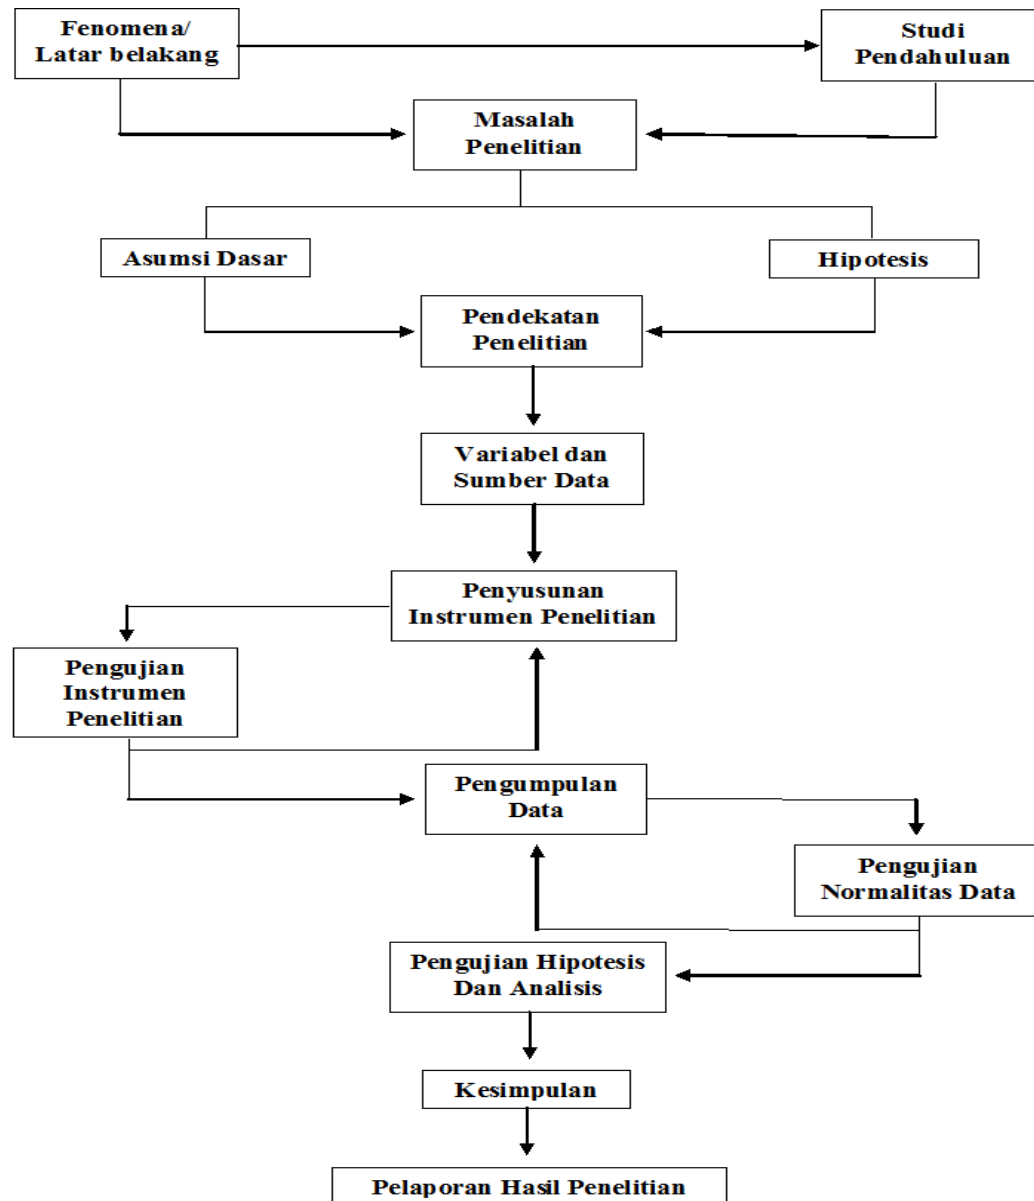 Fenomena/
Latar belakang
Studi
Pendahuluan
Masalah
Penelitian
Asumsi Dasar
Hipotesis
Pendekatan
Penelitian
Variabel dan
Sumber Data
Penyusunan
Instrumen Penelitian
Pengujian
Instrumen
Penelitian
Pengumpulan
Data
Pengujian
Normalitas Data
Pengujian Hipotesis
Dan Analisis
Kesimpulan
Pelaporan Hasil Penelitian